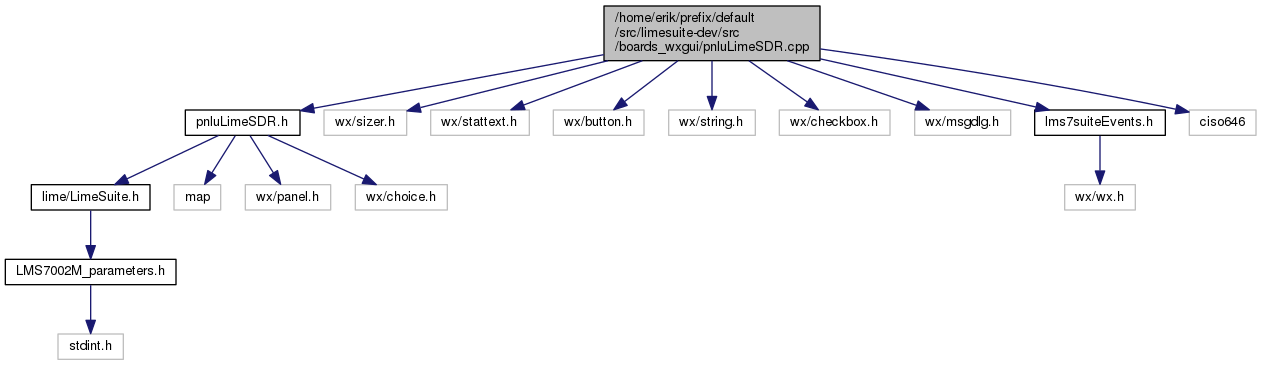 /home/erik/prefix/default
/src/limesuite-dev/src
/boards_wxgui/pnluLimeSDR.cpp
pnluLimeSDR.h
wx/sizer.h
wx/stattext.h
wx/button.h
wx/string.h
wx/checkbox.h
wx/msgdlg.h
lms7suiteEvents.h
ciso646
lime/LimeSuite.h
map
wx/panel.h
wx/choice.h
wx/wx.h
LMS7002M_parameters.h
stdint.h